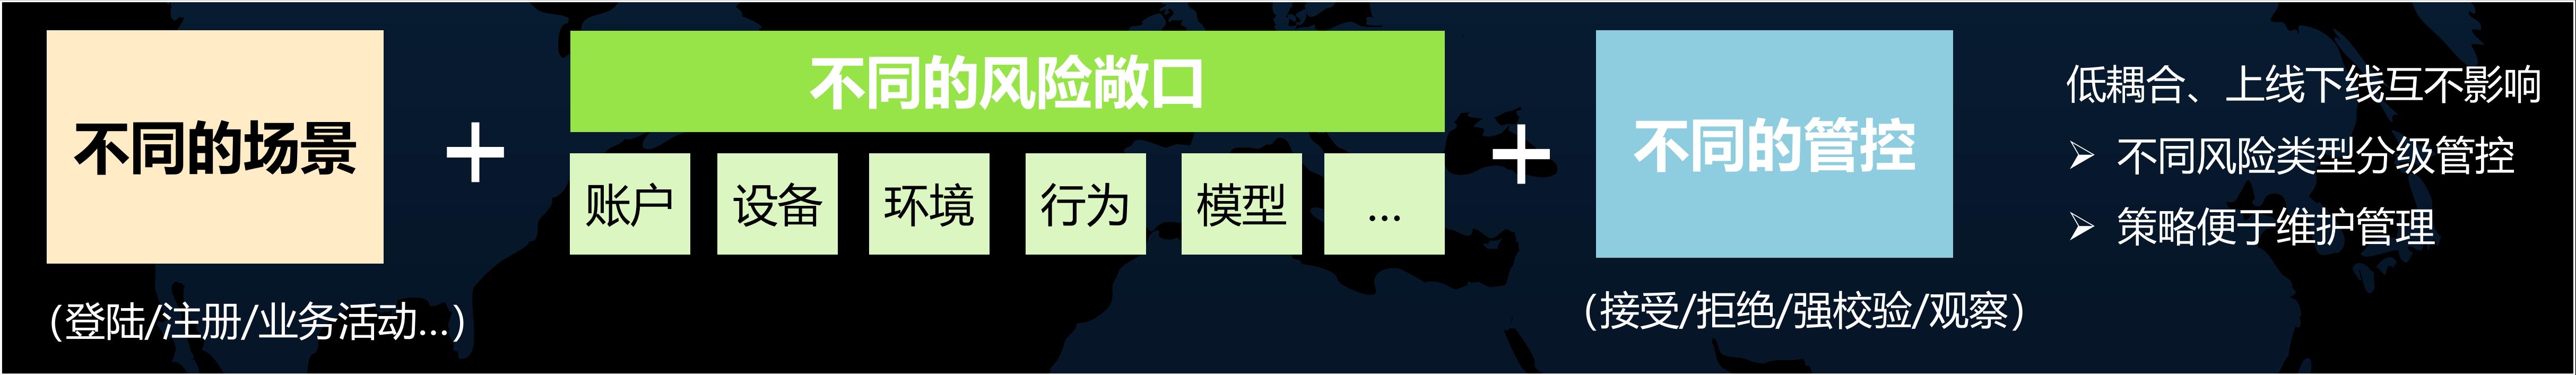 不同的场景
(登陆/注册/业务活动...)
+
不同的风险敞口
账户 设备 环境 行为 模型 ...
+
不同的管控
(接受/拒绝/强校验/观察)
低耦合、上线下线互不影响
➢ 不同风险类型分级管控
➢ 策略便于维护管理